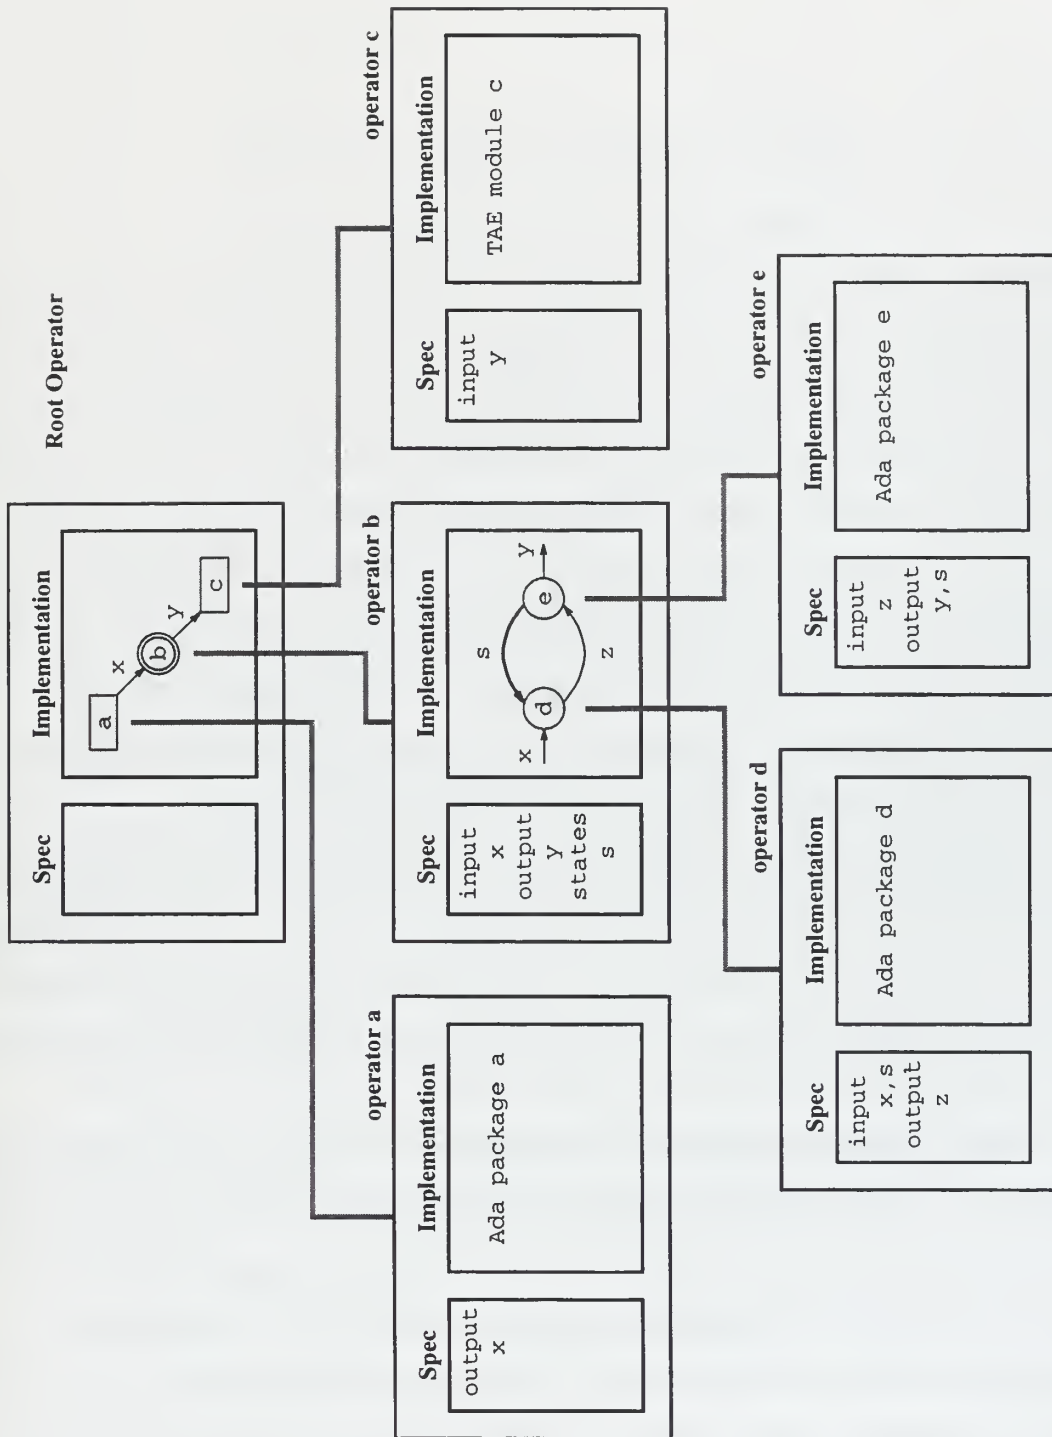 Root Operator
Spec
Implementation
a
x
b
y
c
operator a
Spec
output
x
Implementation
Ada package a
operator b
Spec
input
x
output
y
states
s
Implementation
x
d
s
z
e
y
operator c
Spec
input
y
Implementation
TAE module c
operator d
Spec
input
x,s
output
z
Implementation
Ada package d
operator e
Spec
input
z
output
y,s
Implementation
Ada package e